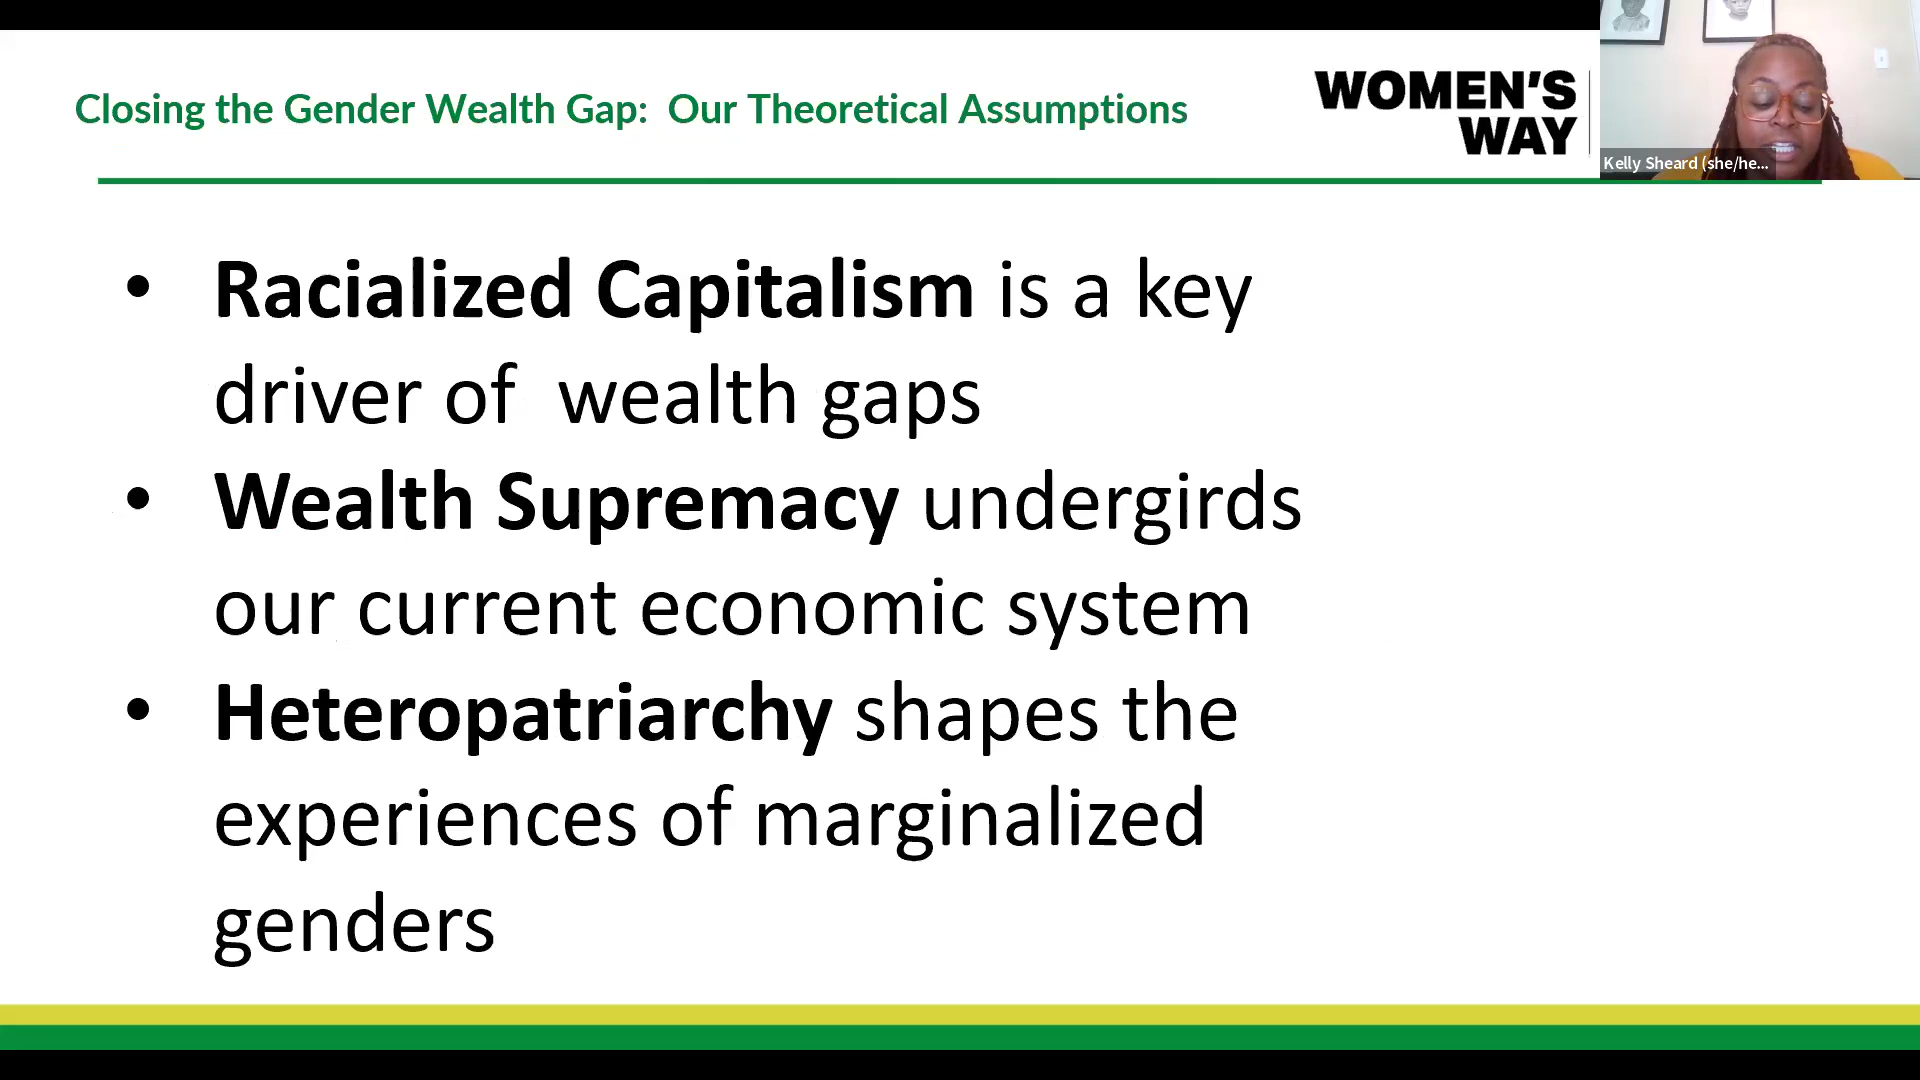 Closing the Gender Wealth Gap:  Our Theoretical Assumptions
WOMEN'S
WAY
Kelly Sheard (she/he...
• Racialized Capitalism is a key
driver of  wealth gaps
• Wealth Supremacy undergirds
our current economic system
• Heteropatriarchy shapes the
experiences of marginalized
genders